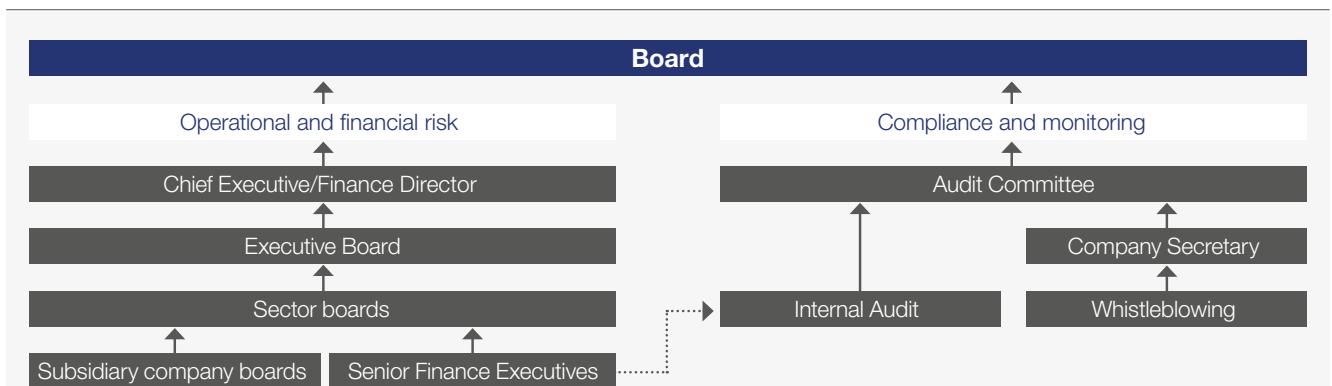 Board
Operational and financial risk
Compliance and monitoring
Chief Executive/Finance Director
Audit Committee
Executive Board
Company Secretary
Sector boards
Internal Audit
Whistleblowing
Subsidiary company boards
Senior Finance Executives